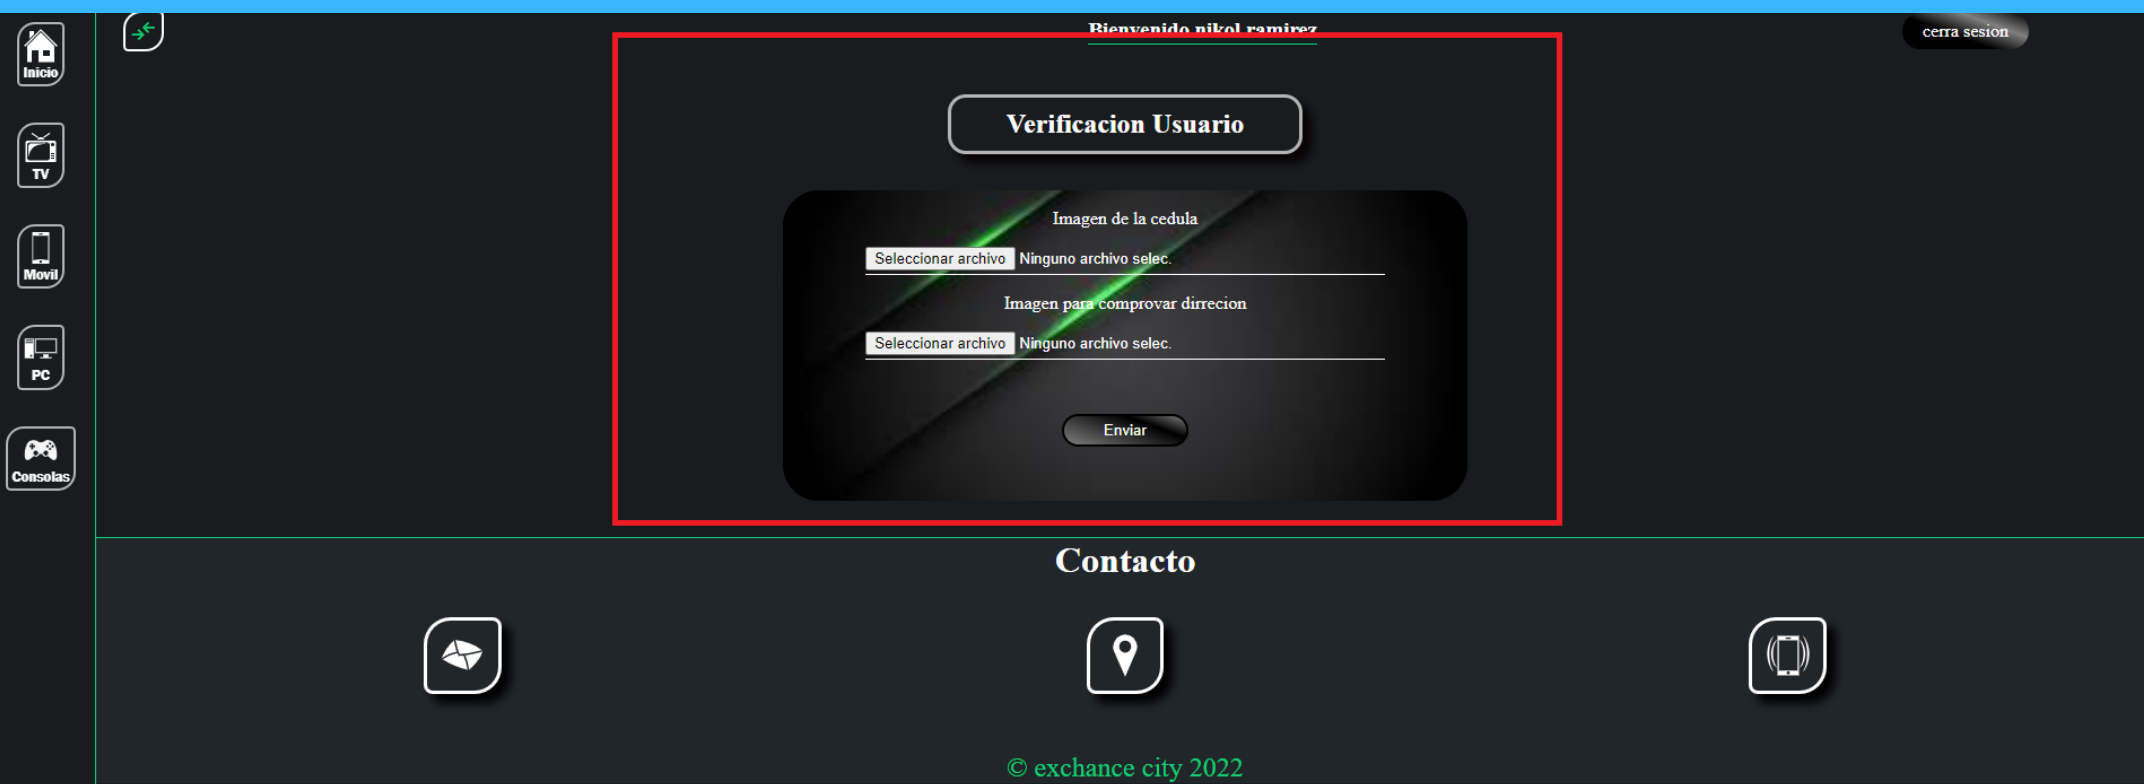 Bienvenido nikol ramirez
cerra sesion
Inicio
TV
Movil
PC
Consolas
Verificacion Usuario
Imagen de la cedula
Seleccionar archivo Ninguno archivo selec.
Imagen para comprovar dirrecion
Seleccionar archivo Ninguno archivo selec.
Enviar
Contacto
© exchance city 2022